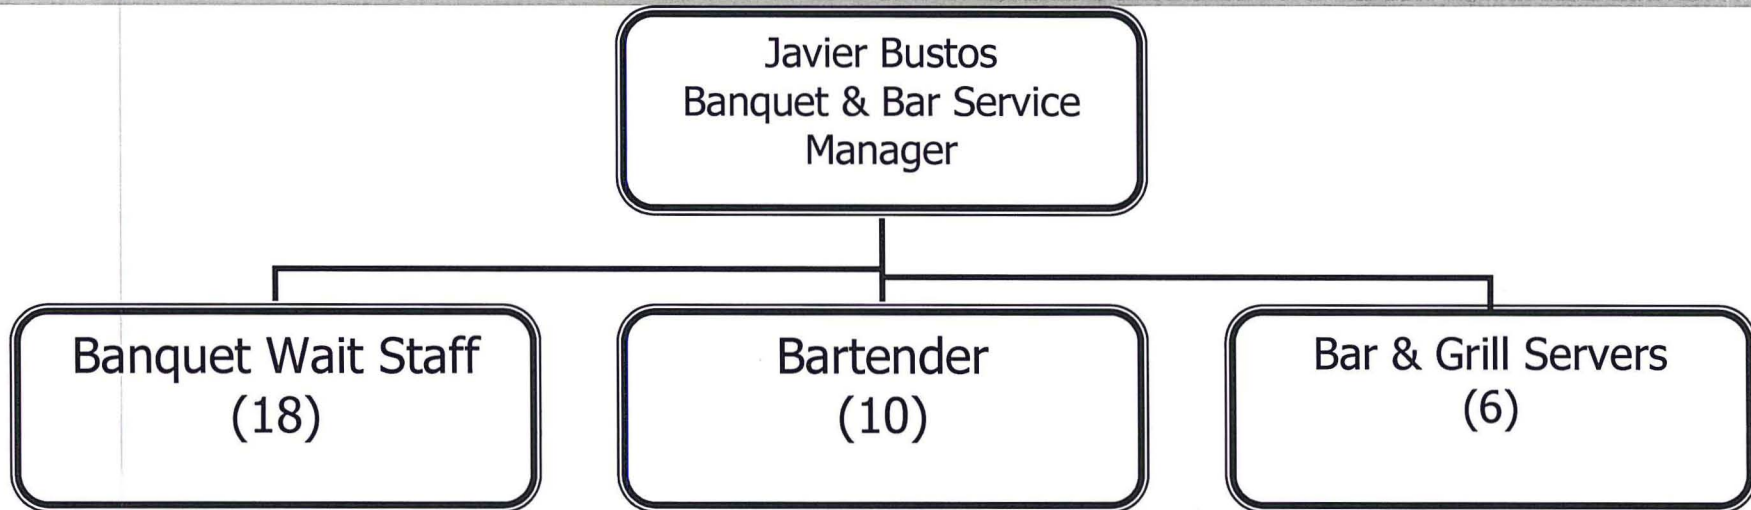 Javier Bustos
Banquet & Bar Service
Manager
Banquet Wait Staff
(18)
Bartender
(10)
Bar & Grill Servers
(6)